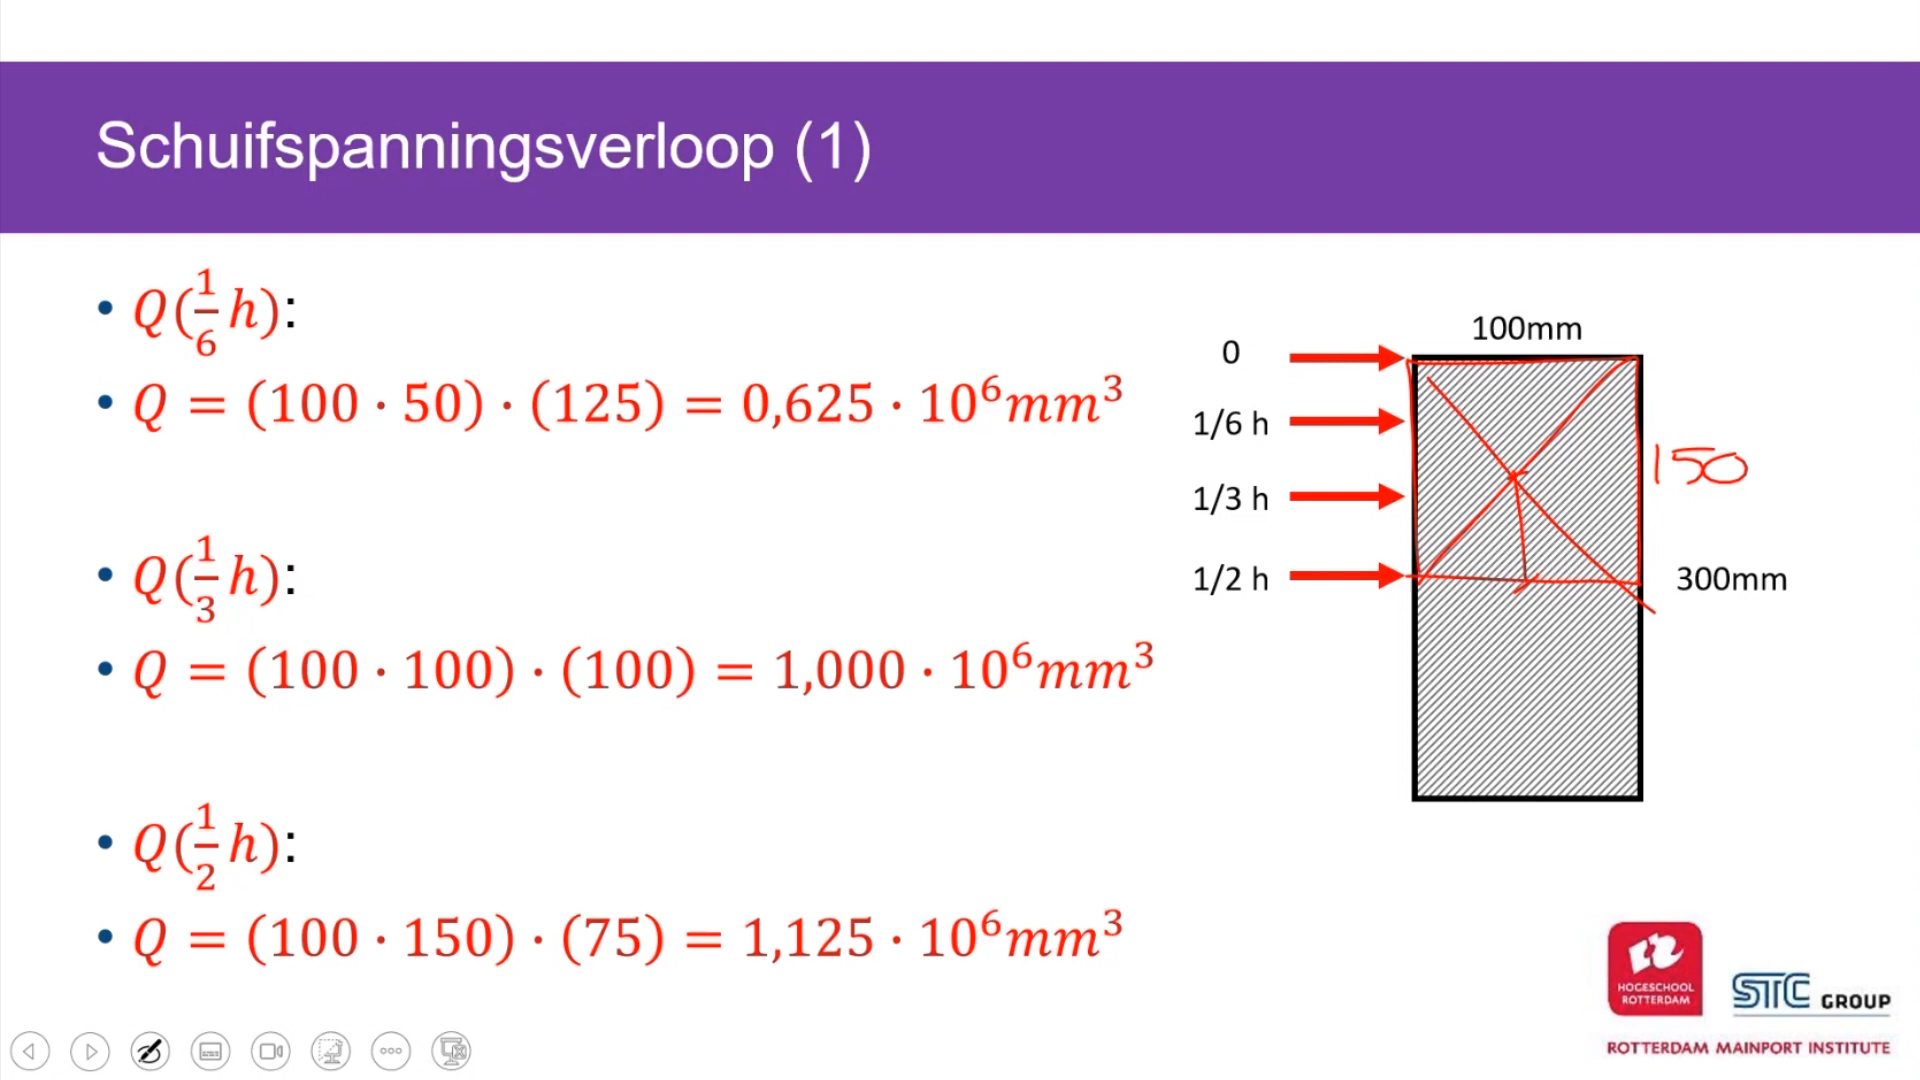 Schuifspanningsverloop (1)
• Q(1/6 h):
• Q = (100 · 50) · (125) = 0,625 · 10⁶mm³
• Q(1/3 h):
• Q = (100 · 100) · (100) = 1,000 · 10⁶mm³
• Q(1/2 h):
• Q = (100 · 150) · (75) = 1,125 · 10⁶mm³
100mm
0
1/6 h
150
1/3 h
1/2 h
300mm
HOGESCHOOL
ROTTERDAM
STC GROUP
ROTTERDAM MAINPORT INSTITUTE